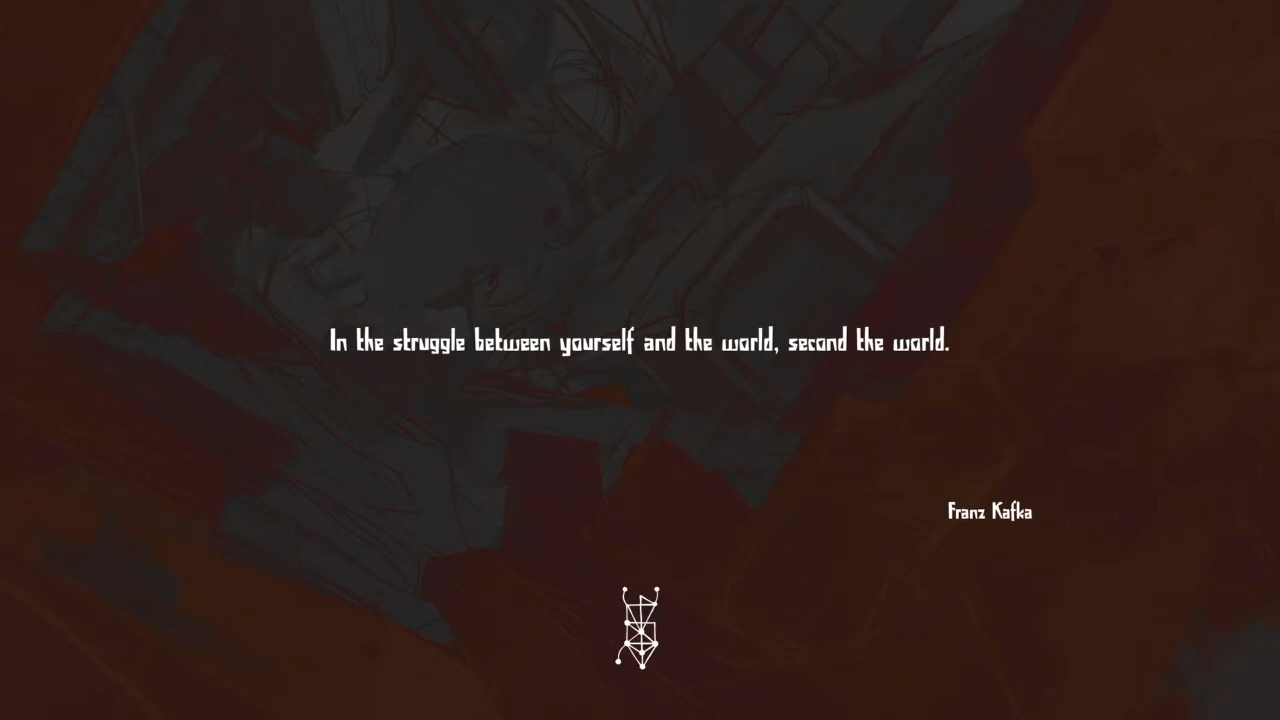 In the struggle between yourself and the world, second the world.
Franz Kafka